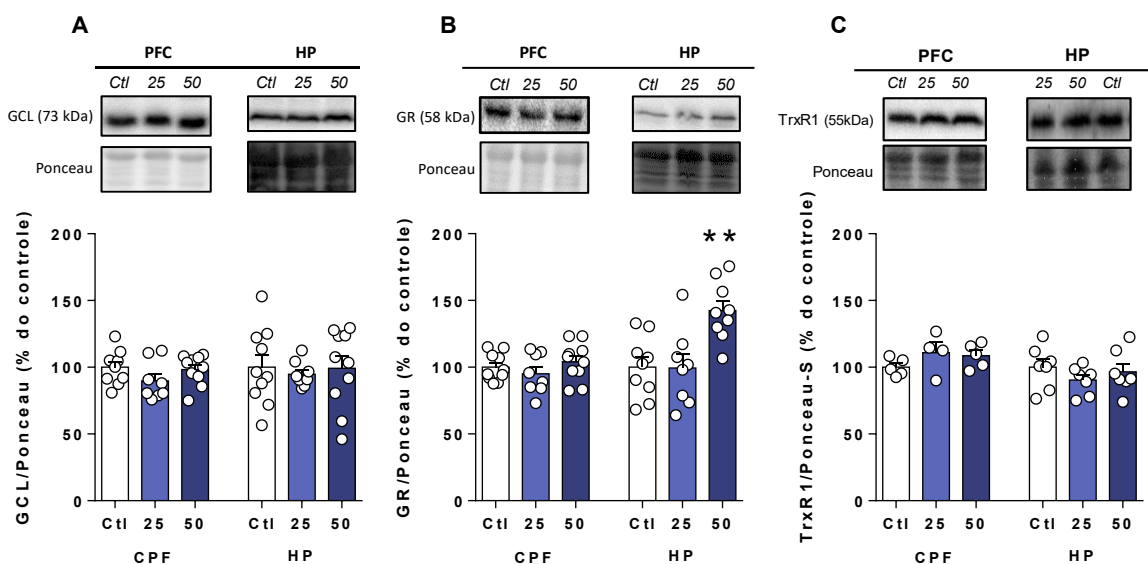 A
PFC HP
Ctl 25 50 Ctl 25 50
GCL (73 kDa)
Ponceau
GCL/Ponceau (% do controle)
200
150
100
50
0
Ctl 25 50 Ctl 25 50
CPF HP
B
PFC HP
Ctl 25 50 Ctl 25 50
GR (58 kDa)
Ponceau
GR/Ponceau (% do controle)
200
150
100
50
0
**
Ctl 25 50 Ctl 25 50
CPF HP
C
PFC HP
Ctl 25 50 25 50 Ctl
TrxR1 (55kDa)
Ponceau
TrxR1/Ponceau-S (% do controle)
200
150
100
50
0
Ctl 25 50 Ctl 25 50
CPF HP